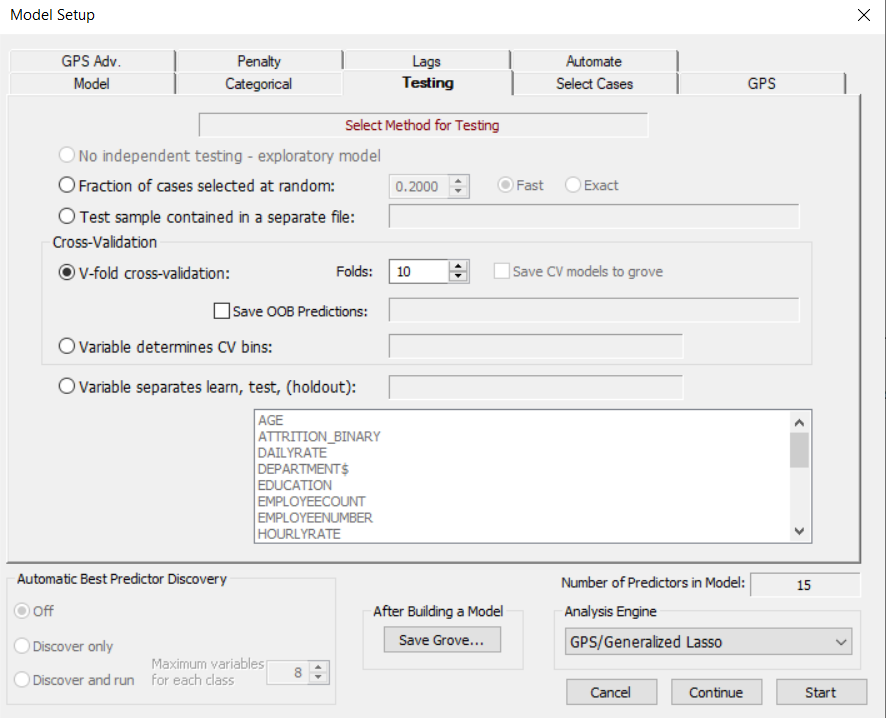 Model Setup
GPS Adv. Penalty Lags Automate
Model Categorical Testing Select Cases GPS
Select Method for Testing
No independent testing - exploratory model
Fraction of cases selected at random: 0.2000 Fast Exact
Test sample contained in a separate file:
Cross-Validation
V-fold cross-validation: Folds: 10 Save CV models to grove
Save OOB Predictions:
Variable determines CV bins:
Variable separates learn, test, (holdout):
AGE
ATTRITION_BINARY
DAILYRATE
DEPARTMENT$
EDUCATION
EMPLOYEECOUNT
EMPLOYEENUMBER
HOURLYRATE
Automatic Best Predictor Discovery
Off
Discover only
Discover and run
Maximum variables
for each class 8
After Building a Model
Save Grove...
Number of Predictors in Model: 15
Analysis Engine
GPS/Generalized Lasso
Cancel Continue Start